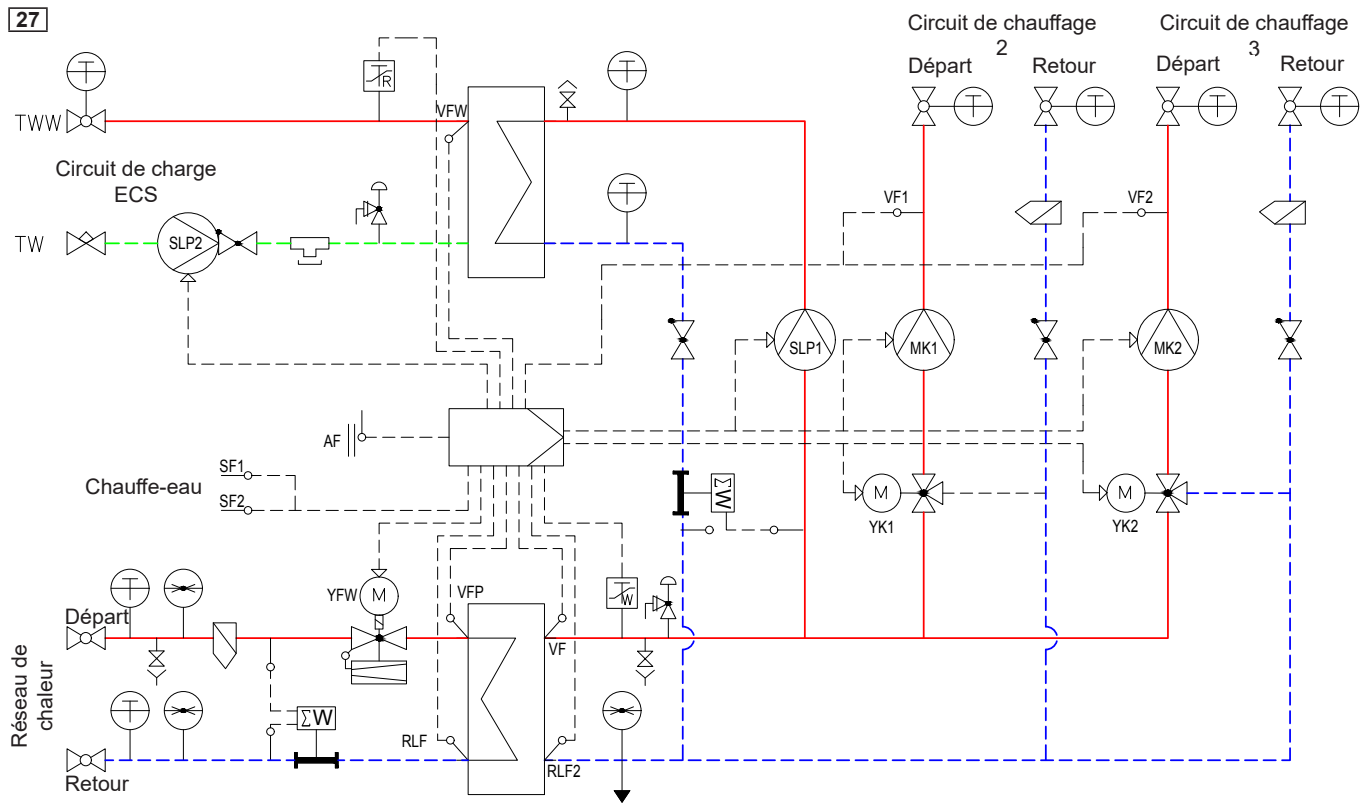 27
Circuit de chauffage
2
Circuit de chauffage
3
Départ
Retour
Départ
Retour
T
T
T
T
T
T
T
R
TWW
VFW
Circuit de charge
ECS
T
VF1
VF2
TW
SLP2
SLP1
MK1
MK2
AF
SF1
Chauffe-eau
SF2
ΣW
M
YK1
M
YK2
T
YFW
M
VFP
T
W
Départ
VF
Réseau de
chaleur
T
ΣW
RLF
RLF2
Retour